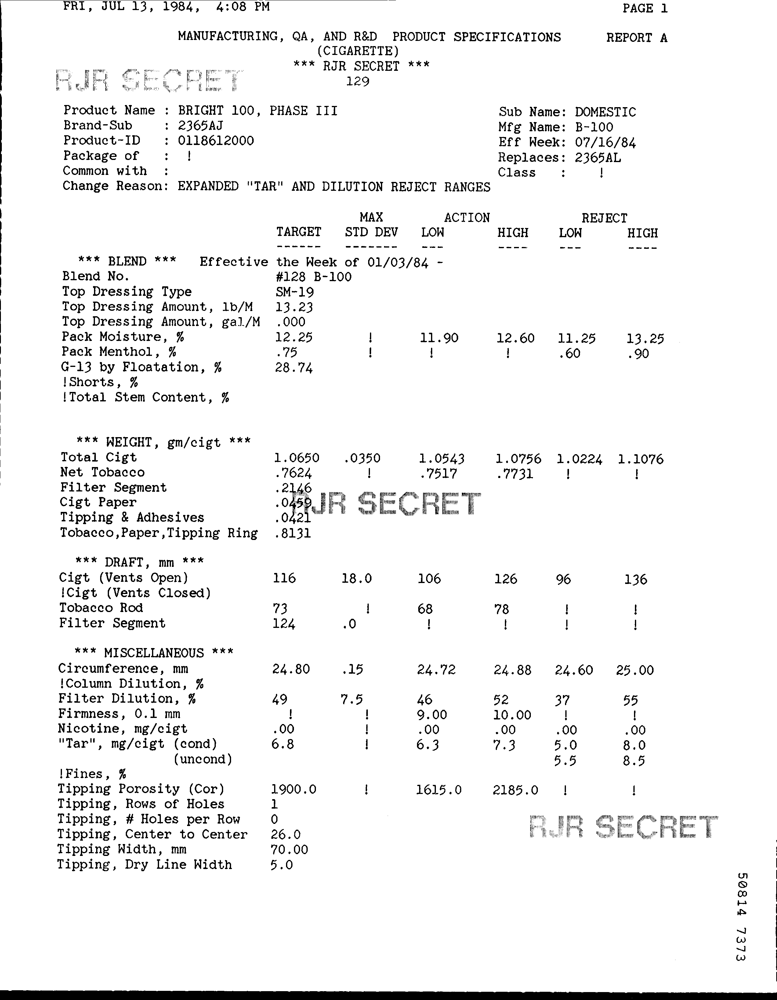 FRI, JUL 13, 1984, 4:08 PM PAGE 1
MANUFACTURING, QA, AND R&D PRODUCT SPECIFICATIONS REPORT A
(CIGARETTE)
*** RJR SECRET ***
RJR SECRET 129
Product Name : BRIGHT 100, PHASE III Sub Name: DOMESTIC
Brand-Sub : 2365AJ Mfg Name: B-100
Product-ID : 0118612000 Eff Week: 07/16/84
Package of : ! Replaces: 2365AL
Common with : Class : !
Change Reason: EXPANDED "TAR" AND DILUTION REJECT RANGES
MAX ACTION REJECT
TARGET STD DEV LOW HIGH LOW HIGH
------ ------- --- ---- --- ----
*** BLEND *** Effective the Week of 01/03/84 -
Blend No. #128 B-100
Top Dressing Type SM-19
Top Dressing Amount, lb/M 13.23
Top Dressing Amount, gal/M .000
Pack Moisture, % 12.25 ! 11.90 12.60 11.25 13.25
Pack Menthol, % .75 ! ! ! .60 .90
G-13 by Floatation, % 28.74
!Shorts, %
!Total Stem Content, %
*** WEIGHT, gm/cigt ***
Total Cigt 1.0650 .0350 1.0543 1.0756 1.0224 1.1076
Net Tobacco .7624 ! .7517 .7731 ! !
Filter Segment .2146
Cigt Paper .0459 RJR SECRET
Tipping & Adhesives .0421
Tobacco,Paper,Tipping Ring .8131
*** DRAFT, mm ***
Cigt (Vents Open) 116 18.0 106 126 96 136
!Cigt (Vents Closed)
Tobacco Rod 73 ! 68 78 ! !
Filter Segment 124 .0 ! ! ! !
*** MISCELLANEOUS ***
Circumference, mm 24.80 .15 24.72 24.88 24.60 25.00
!Column Dilution, %
Filter Dilution, % 49 7.5 46 52 37 55
Firmness, 0.1 mm ! ! 9.00 10.00 ! !
Nicotine, mg/cigt .00 ! .00 .00 .00 .00
"Tar", mg/cigt (cond) 6.8 ! 6.3 7.3 5.0 8.0
(uncond) 5.5 8.5
!Fines, %
Tipping Porosity (Cor) 1900.0 ! 1615.0 2185.0 ! !
Tipping, Rows of Holes 1
Tipping, # Holes per Row 0
Tipping, Center to Center 26.0
Tipping Width, mm 70.00
Tipping, Dry Line Width 5.0
RJR SECRET
50814 7373